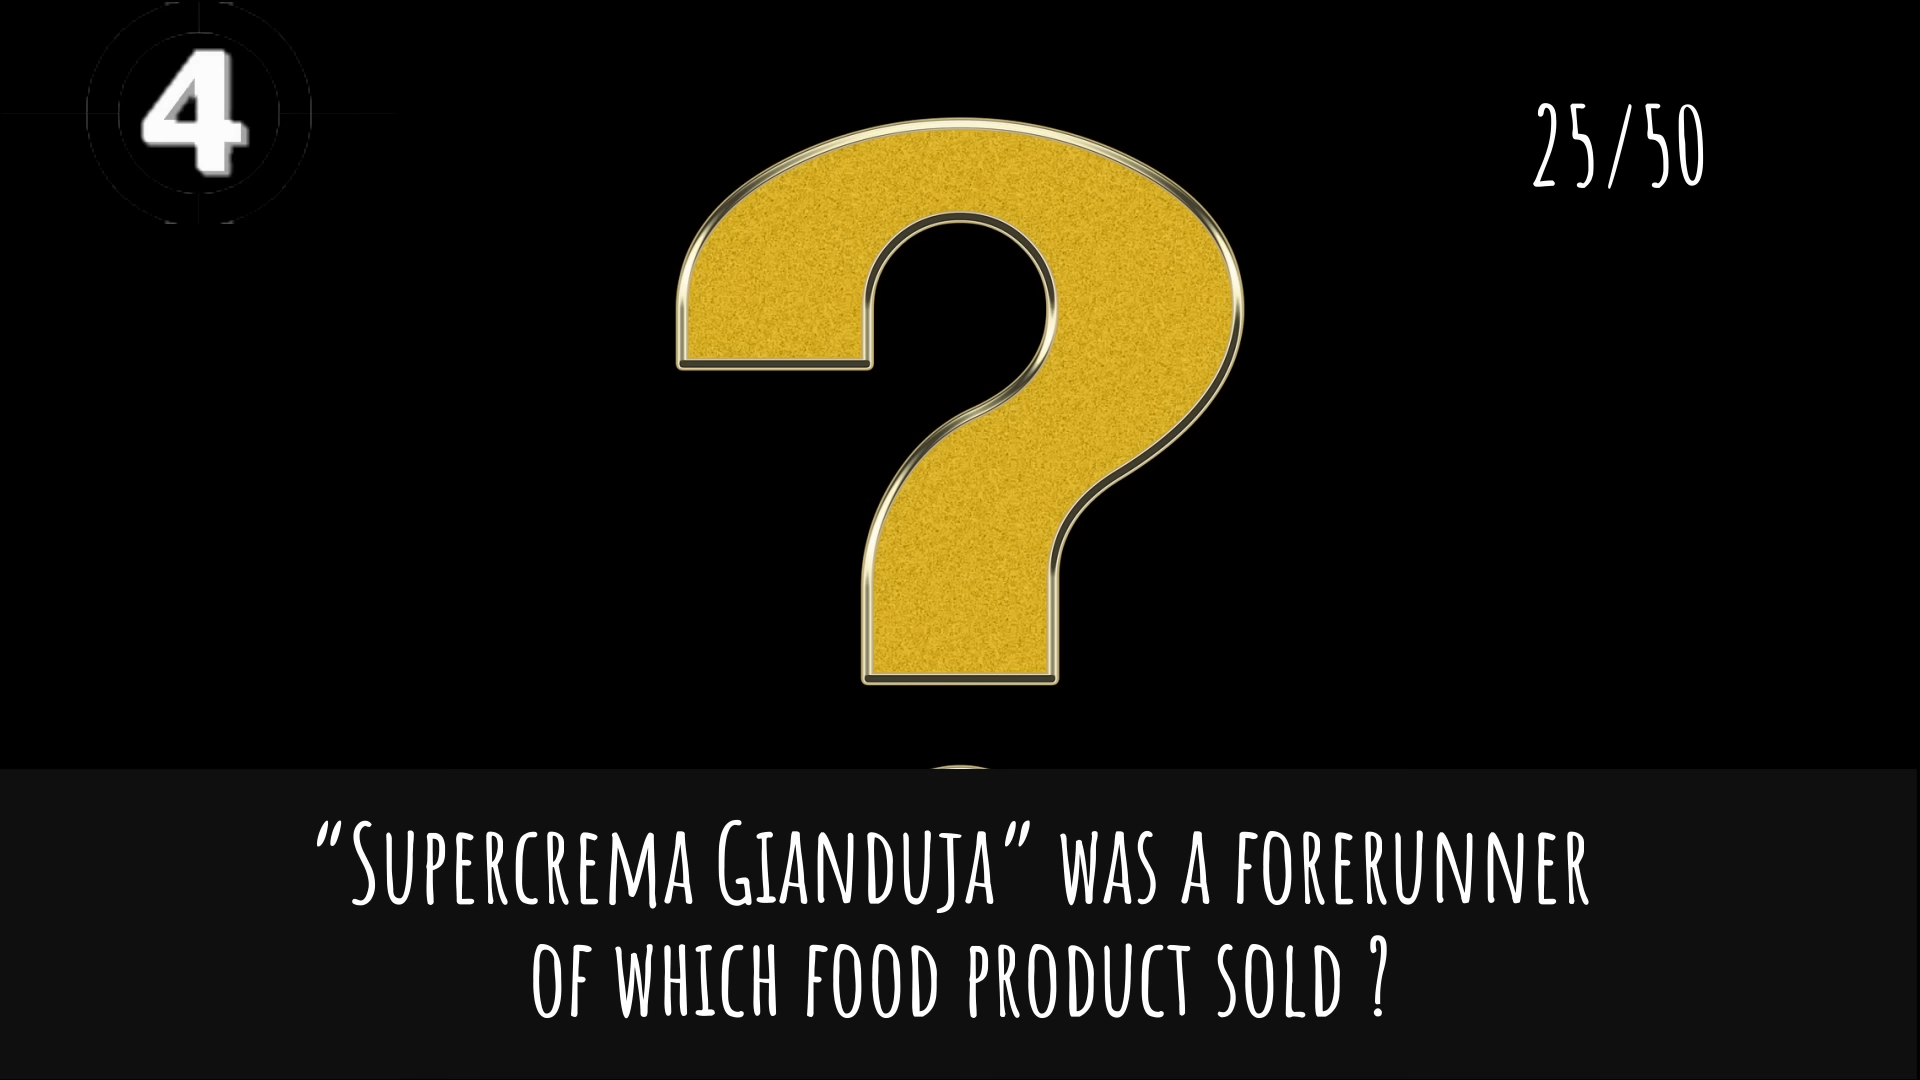 4
25/50
“Supercrema Gianduja” was a forerunner
of which food product sold ?